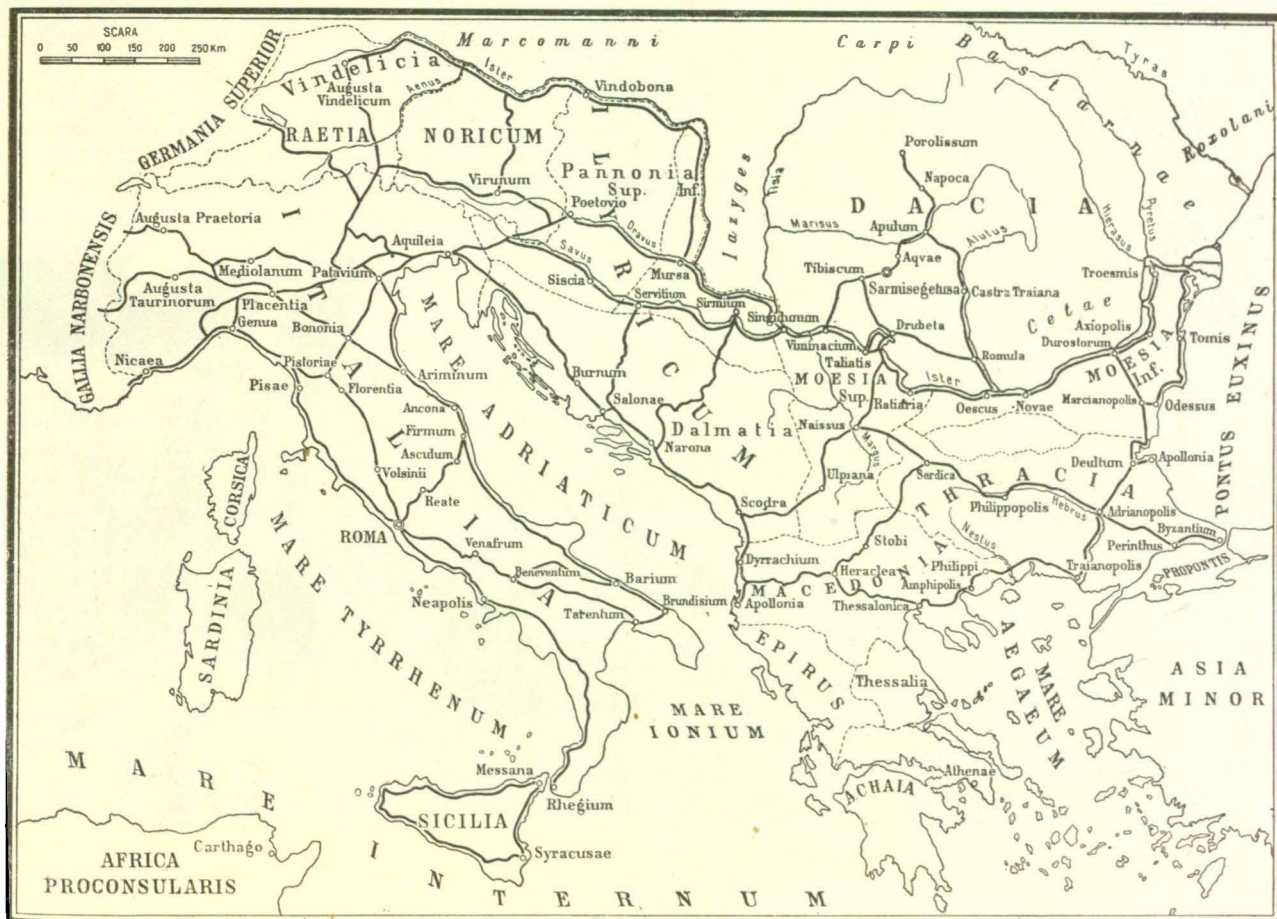 SCARA
0 50 100 150 200 250 Km
Marcomanni
Carpi
Bastarnae
Tyras
Roxolani
GERMANIA SUPERIOR
Vindelicia
Augusta
Vindelicum
Aenus
Ister
Vindobona
RAETIA
NORICUM
ILLYRICUM
Pannonia
Sup.
Inf.
Iazyges
Tisia
Porolissum
Napoca
DACIA
Virunum
Poetovio
Dravus
Marisus
Apulum
Alutus
Hierasus
Pyretus
GALLIA NARBONENSIS
Augusta Praetoria
ITALIA
Aquileia
Savus
Aqvae
Mediolanum
Patavium
Siscia
Mursa
Tibiscum
Troesmis
Augusta
Taurinorum
Placentia
Servitium
Sirmium
Sarmisegetusa
Castra Traiana
Getae
Genua
Bononia
MARE ADRIATICUM
Singidunum
Viminacium
Taliatis
Drubeta
Axiopolis
Durostorum
Tomis
Nicaea
Pistoriae
Florentia
Ariminum
Burnum
Romula
MOESIA
Inf.
Pisae
Salonae
MOESIA
Sup.
Ratiaria
Ister
Oescus
Novae
Marcianopolis
Odessus
PONTUS EUXINUS
Ancona
Firmum
Asculum
Dalmatia
Narona
Naissus
Margus
CORSICA
Volsinii
Reate
Ulpiana
Serdica
THRACIA
Deultum
Apollonia
ROMA
Scodra
Philippopolis
Hebrus
Adrianopolis
Byzantium
MARE TYRRHENUM
Venafrum
Beneventum
Barium
Dyrrachium
Stobi
Nestus
Perinthus
SARDINIA
Neapolis
Tarentum
Brundisium
Apollonia
MACEDONIA
Heraclea
Philippi
Amphipolis
Traianopolis
PROPONTIS
Thessalonica
EPIRUS
Thessalia
MARE
AEGAEUM
ASIA
MINOR
MARE
IONIUM
MARE INTERNUM
Messana
Rhegium
SICILIA
Syracusae
ACHAIA
Athenae
Carthago
AFRICA
PROCONSULARIS